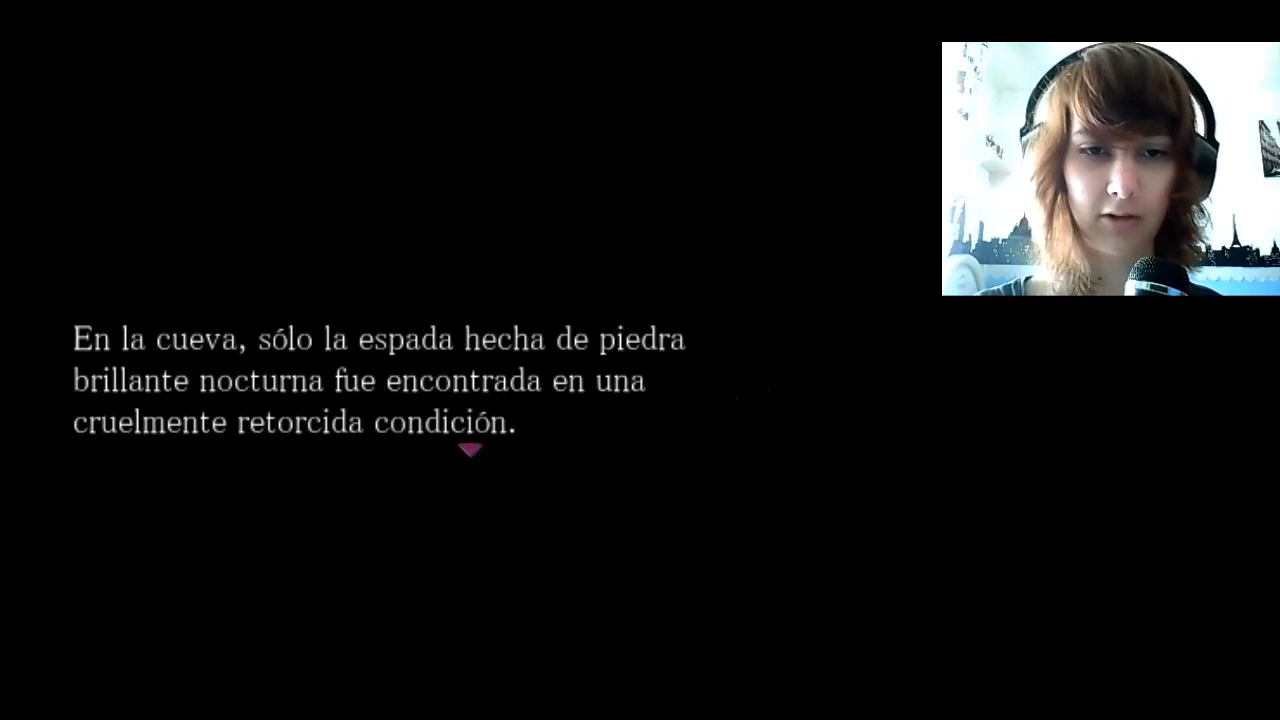 En la cueva, sólo la espada hecha de piedra
brillante nocturna fue encontrada en una
cruelmente retorcida condición.